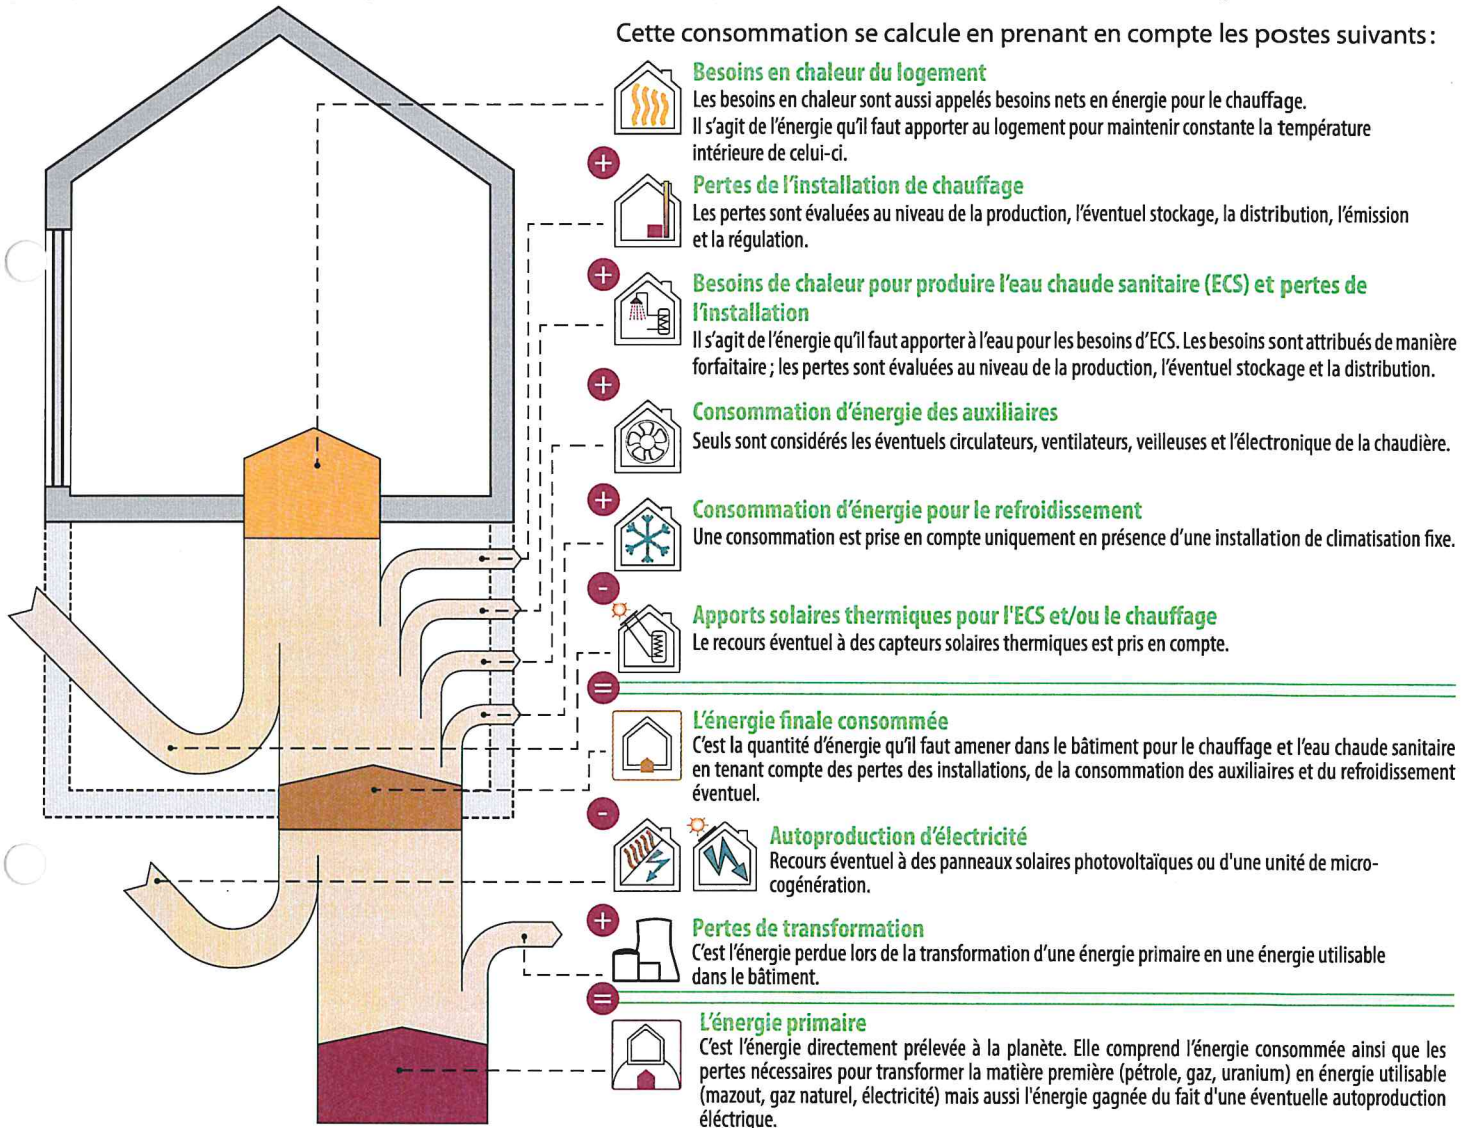 Cette consommation se calcule en prenant en compte les postes suivants :
Besoins en chaleur du logement
Les besoins en chaleur sont aussi appelés besoins nets en énergie pour le chauffage.
Il s'agit de l'énergie qu'il faut apporter au logement pour maintenir constante la température
intérieure de celui-ci.
+
Pertes de l'installation de chauffage
Les pertes sont évaluées au niveau de la production, l'éventuel stockage, la distribution, l'émission
et la régulation.
+
Besoins de chaleur pour produire l'eau chaude sanitaire (ECS) et pertes de
l'installation
Il s'agit de l'énergie qu'il faut apporter à l'eau pour les besoins d'ECS. Les besoins sont attribués de manière
forfaitaire ; les pertes sont évaluées au niveau de la production, l'éventuel stockage et la distribution.
+
Consommation d'énergie des auxiliaires
Seuls sont considérés les éventuels circulateurs, ventilateurs, veilleuses et l'électronique de la chaudière.
+
Consommation d'énergie pour le refroidissement
Une consommation est prise en compte uniquement en présence d'une installation de climatisation fixe.
-
Apports solaires thermiques pour l'ECS et/ou le chauffage
Le recours éventuel à des capteurs solaires thermiques est pris en compte.
=
L'énergie finale consommée
C'est la quantité d'énergie qu'il faut amener dans le bâtiment pour le chauffage et l'eau chaude sanitaire
en tenant compte des pertes des installations, de la consommation des auxiliaires et du refroidissement
éventuel.
-
Autoproduction d'électricité
Recours éventuel à des panneaux solaires photovoltaïques ou d'une unité de micro-
cogénération.
+
Pertes de transformation
C'est l'énergie perdue lors de la transformation d'une énergie primaire en une énergie utilisable
dans le bâtiment.
=
L'énergie primaire
C'est l'énergie directement prélevée à la planète. Elle comprend l'énergie consommée ainsi que les
pertes nécessaires pour transformer la matière première (pétrole, gaz, uranium) en énergie utilisable
(mazout, gaz naturel, électricité) mais aussi l'énergie gagnée du fait d'une éventuelle autoproduction
éléctrique.